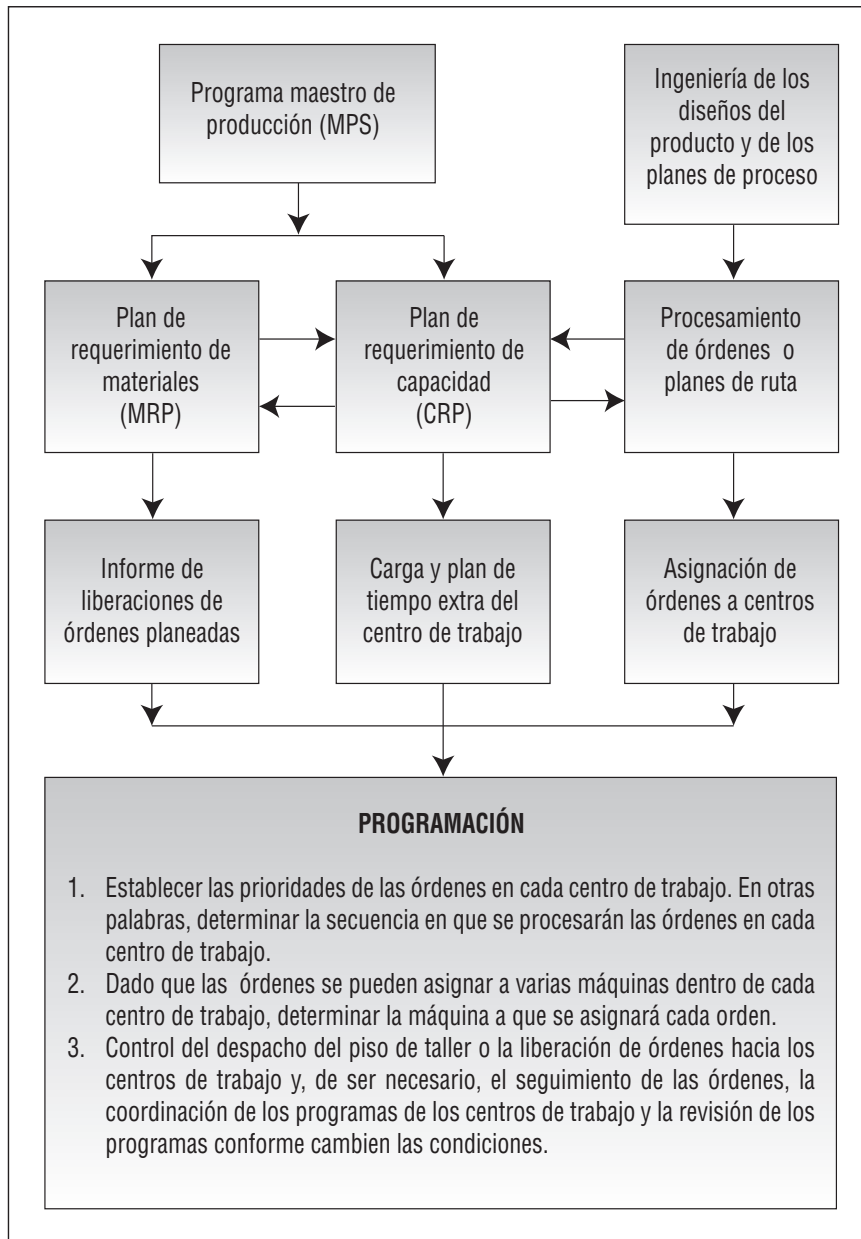 Programa maestro de
producción (MPS)
Ingeniería de los
diseños del
producto y de los
planes de proceso
Plan de
requerimiento de
materiales
(MRP)
Plan de
requerimiento de
capacidad
(CRP)
Procesamiento
de órdenes o
planes de ruta
Informe de
liberaciones de
órdenes planeadas
Carga y plan de
tiempo extra del
centro de trabajo
Asignación de
órdenes a centros
de trabajo
PROGRAMACIÓN
1. Establecer las prioridades de las órdenes en cada centro de trabajo. En otras
palabras, determinar la secuencia en que se procesarán las órdenes en cada
centro de trabajo.
2. Dado que las órdenes se pueden asignar a varias máquinas dentro de cada
centro de trabajo, determinar la máquina a que se asignará cada orden.
3. Control del despacho del piso de taller o la liberación de órdenes hacia los
centros de trabajo y, de ser necesario, el seguimiento de las órdenes, la
coordinación de los programas de los centros de trabajo y la revisión de los
programas conforme cambien las condiciones.